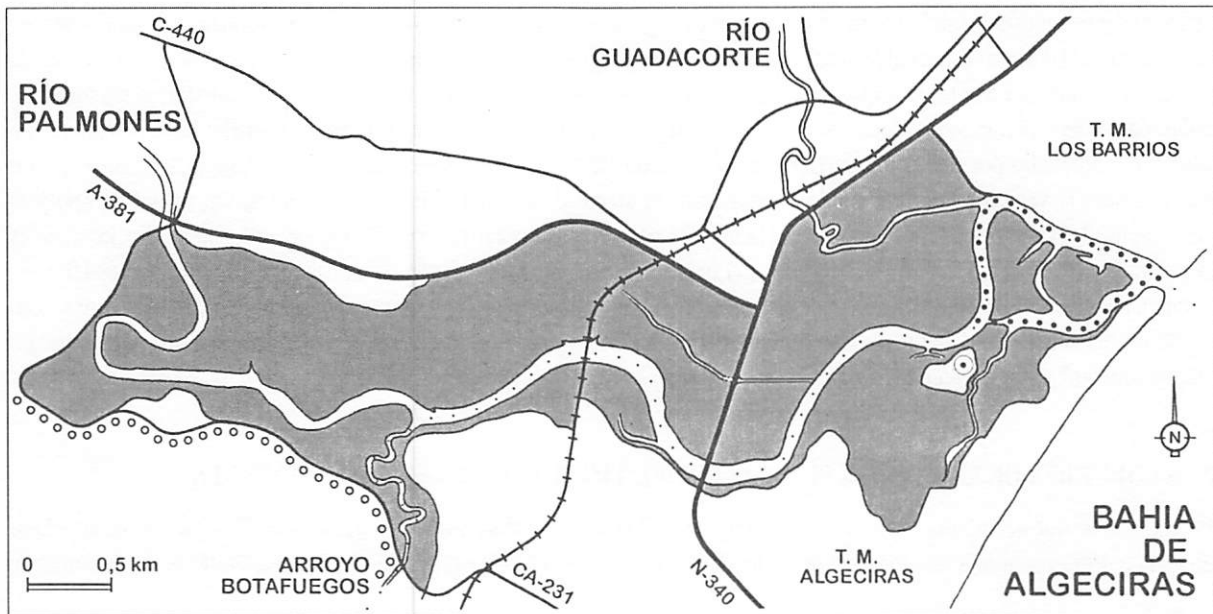 C-440
RÍO
GUADACORTE
RÍO
PALMONES
T. M.
LOS BARRIOS
A-381
N
BAHIA
DE
ALGECIRAS
0 0,5 km
ARROYO
BOTAFUEGOS
CA-231
N-340
T. M.
ALGECIRAS